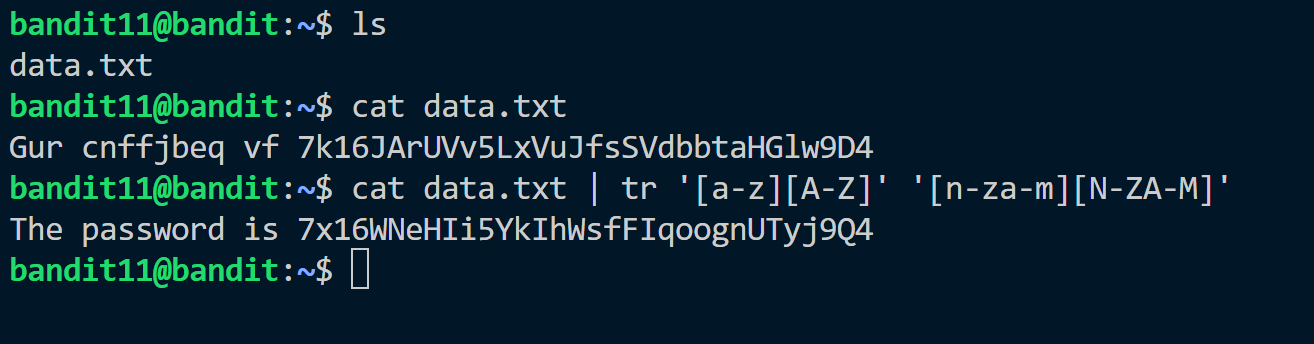 bandit11@bandit:~$ ls
data.txt
bandit11@bandit:~$ cat data.txt
Gur cnffjbeq vf 7k16JArUVv5LxVuJfsSVdbbtaHGlw9D4
bandit11@bandit:~$ cat data.txt | tr '[a-z][A-Z]' '[n-za-m][N-ZA-M]'
The password is 7x16WNeHIi5YkIhWsfFIqoognUTyj9Q4
bandit11@bandit:~$